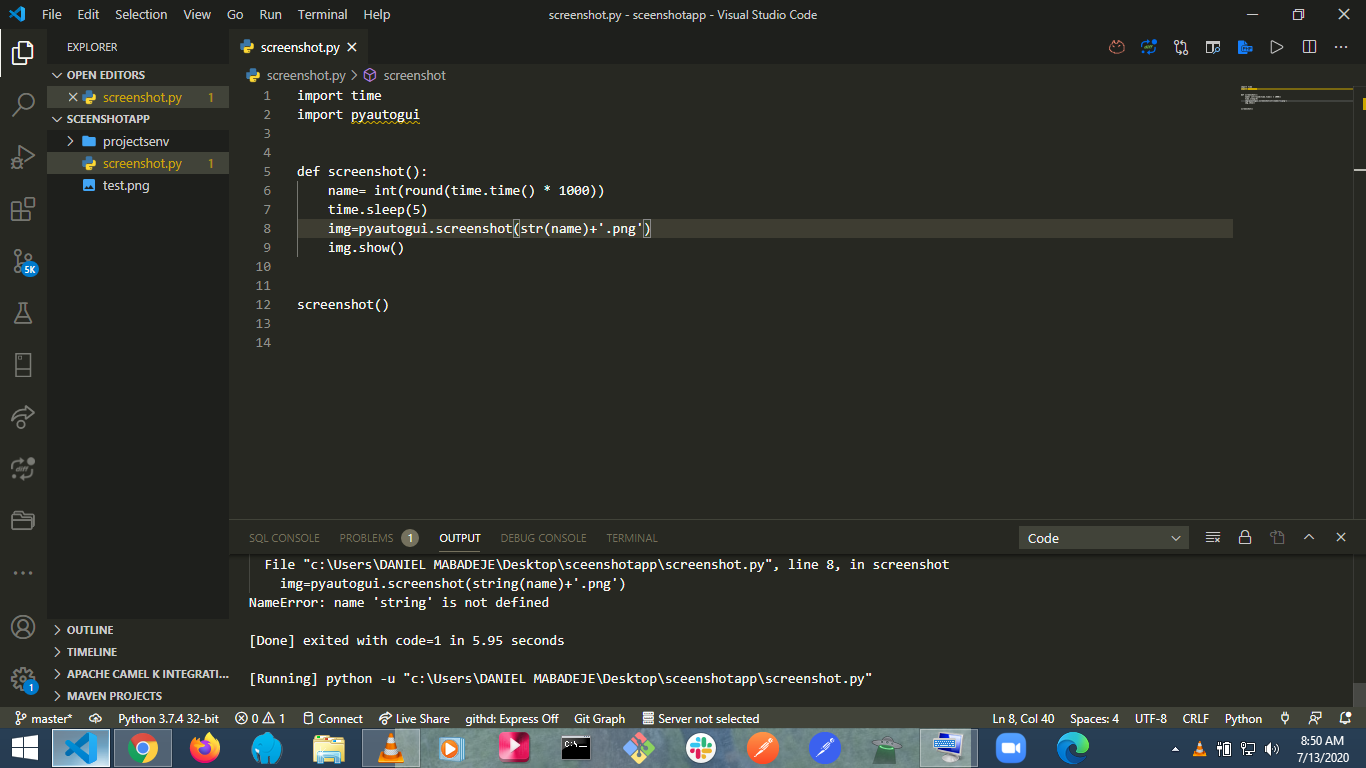 File Edit Selection View Go Run Terminal Help screenshot.py - sceenshotapp - Visual Studio Code
EXPLORER
OPEN EDITORS
screenshot.py 1
SCEENSHOTAPP
projectsenv
screenshot.py 1
test.png
OUTLINE
TIMELINE
APACHE CAMEL K INTEGRATI...
MAVEN PROJECTS
5K
1
screenshot.py
screenshot.py > screenshot
1 import time
2 import pyautogui
3
4
5 def screenshot():
6 name= int(round(time.time() * 1000))
7 time.sleep(5)
8 img=pyautogui.screenshot(str(name)+'.png')
9 img.show()
10
11
12 screenshot()
13
14
SQL CONSOLE PROBLEMS 1 OUTPUT DEBUG CONSOLE TERMINAL Code
File "c:\Users\DANIEL MABADEJE\Desktop\sceenshotapp\screenshot.py", line 8, in screenshot
img=pyautogui.screenshot(string(name)+'.png')
NameError: name 'string' is not defined
[Done] exited with code=1 in 5.95 seconds
[Running] python -u "c:\Users\DANIEL MABADEJE\Desktop\sceenshotapp\screenshot.py"
master* Python 3.7.4 32-bit 0 1 Connect Live Share githd: Express Off Git Graph Server not selected Ln 8, Col 40 Spaces: 4 UTF-8 CRLF Python
8:50 AM
7/13/2020